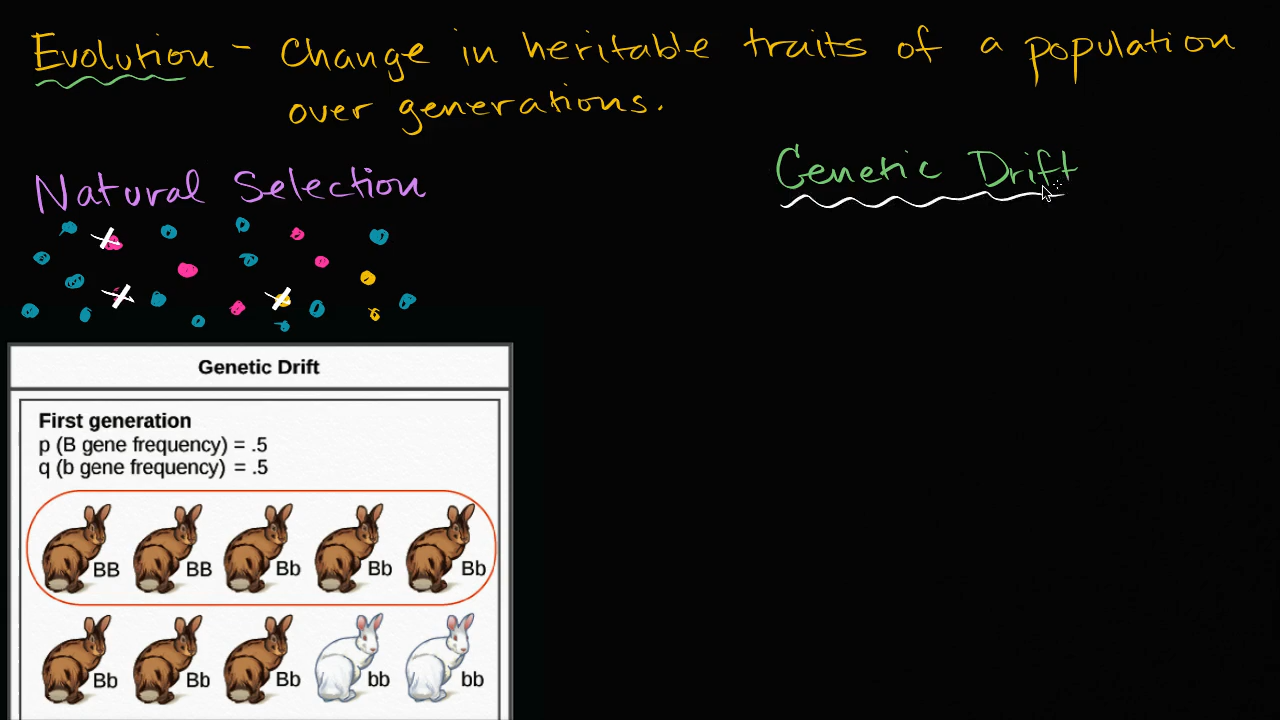 Evolution - Change in heritable traits of a population
over generations.
Natural Selection
Genetic Drift
Genetic Drift
First generation
p (B gene frequency) = .5
q (b gene frequency) = .5
BB BB Bb Bb Bb
Bb Bb Bb bb bb